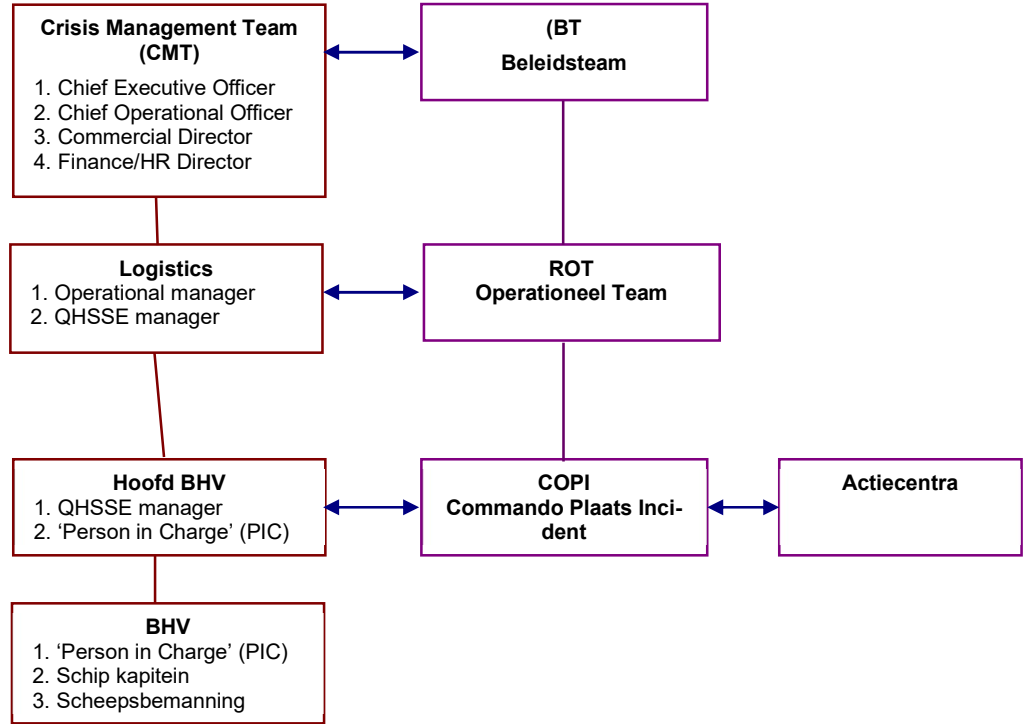 Crisis Management Team
(CMT)
1. Chief Executive Officer
2. Chief Operational Officer
3. Commercial Director
4. Finance/HR Director
(BT
Beleidsteam
Logistics
1. Operational manager
2. QHSSE manager
ROT
Operationeel Team
Hoofd BHV
1. QHSSE manager
2. ‘Person in Charge’ (PIC)
COPI
Commando Plaats Inci-
dent
Actiecentra
BHV
1. ‘Person in Charge’ (PIC)
2. Schip kapitein
3. Scheepsbemanning